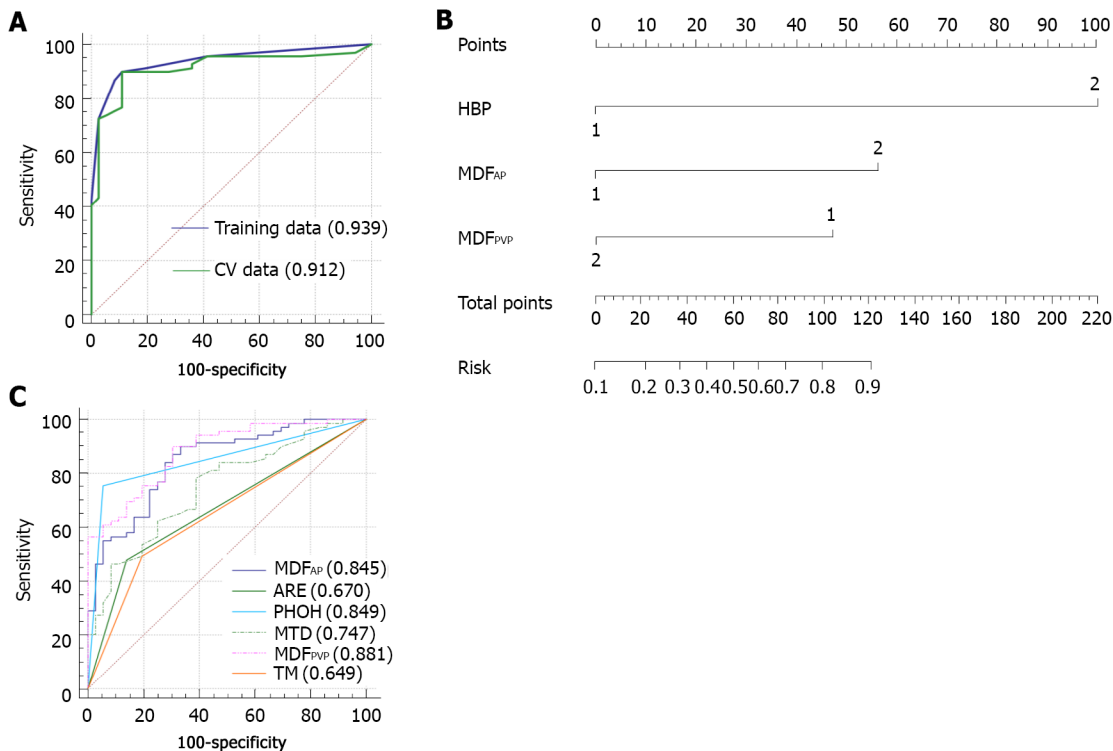 A
Sensitivity
100
80
60
40
20
0
Training data (0.939)
CV data (0.912)
0 20 40 60 80 100
100-specificity
B
Points
0 10 20 30 40 50 60 70 80 90 100
HBP
2
1
MDFAP
2
1
MDFPVP
1
2
Total points
0 20 40 60 80 100 120 140 160 180 200 220
Risk
0.1 0.2 0.3 0.4 0.5 0.6 0.7 0.8 0.9
C
Sensitivity
100
80
60
40
20
0
MDFAP (0.845)
ARE (0.670)
PHOH (0.849)
MTD (0.747)
MDFPVP (0.881)
TM (0.649)
0 20 40 60 80 100
100-specificity